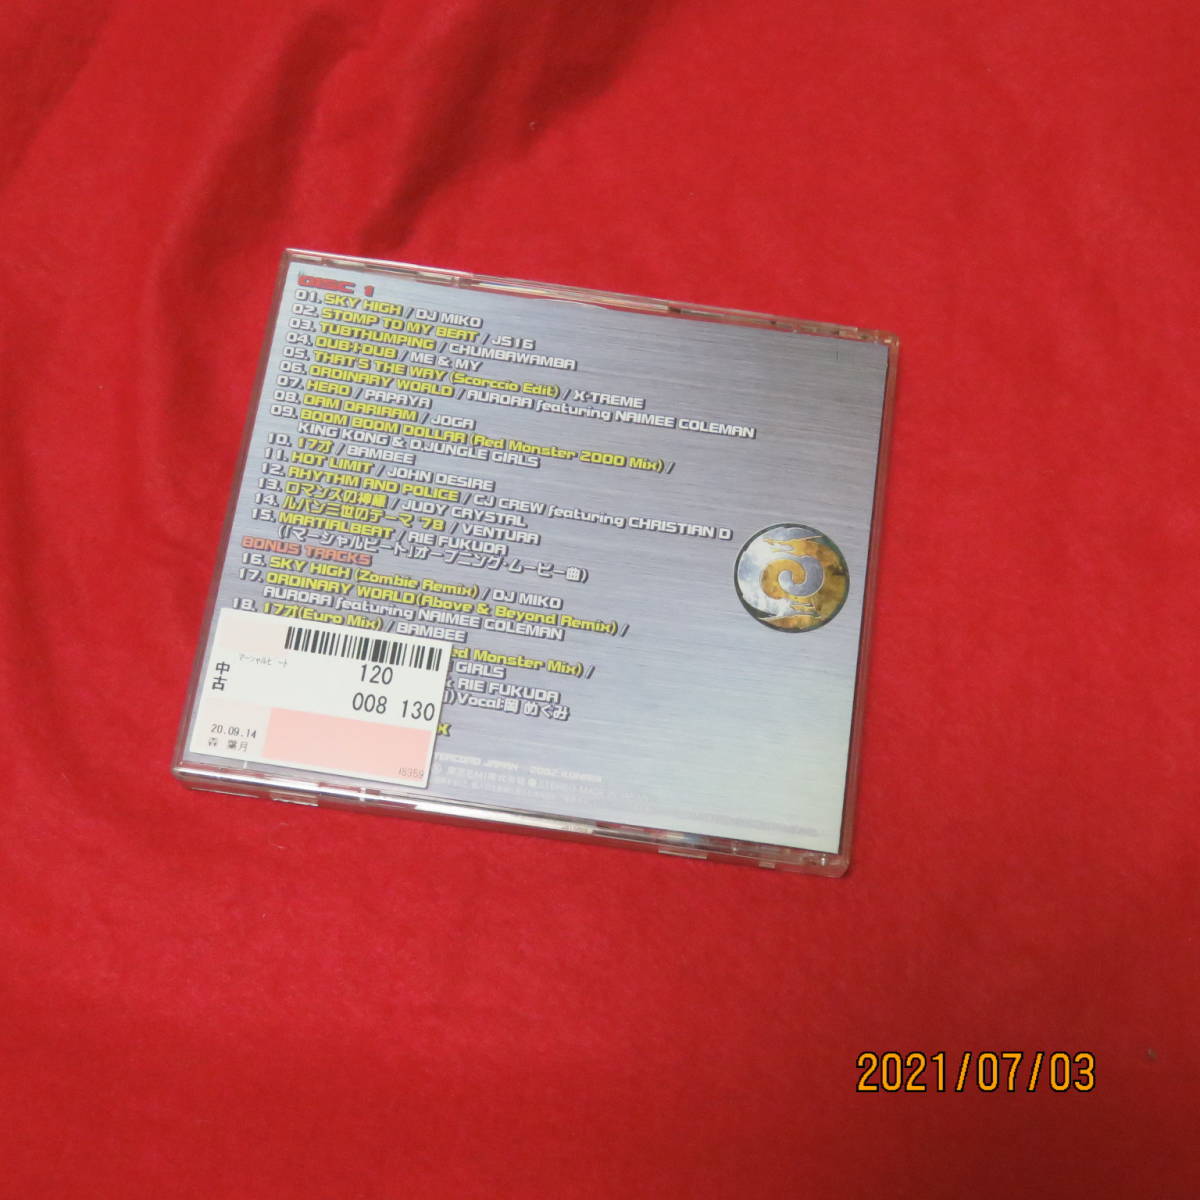 DISC 1
01. SKY HIGH / DJ MIKO
02. STOMP TO MY BEAT / JS16
03. TUBTHUMPING / CHUMBAWAMBA
04. DUB-I-DUB / ME & MY
05. THAT'S THE WAY (Scorccio Edit) / X-TREME
06. ORDINARY WORLD / AURORA featuring NAIMEE COLEMAN
07. HERO / PAPAYA
08. DAM DARIRAM / JOGA
09. BOOM BOOM DOLLAR (Red Monster 2000 Mix) /
KING KONG & D.JUNGLE GIRLS
10. 17才 / BAMBEE
11. HOT LIMIT / JOHN DESIRE
12. RHYTHM AND POLICE / CJ CREW featuring CHRISTIAN D
13. ロマンスの神様 / JUDY CRYSTAL
14. ルパン三世のテーマ '78 / VENTURA
15. MARTIALBEAT / RIE FUKUDA
(「マーシャルビート」オープニング・ムービー曲)
BONUS TRACKS
16. SKY HIGH (Zombie Remix) / DJ MIKO
17. ORDINARY WORLD (Above & Beyond Remix) /
AURORA featuring NAIMEE COLEMAN
18. 17才 (Euro Mix) / BAMBEE
ed Monster Mix) /
GIRLS
RIE FUKUDA
Vocal:岡 めぐみ
X
中古
マーシャルビート
120
008 130
20.09.14
森 葉月
JAPAN 2002 KONAMI
2021/07/03